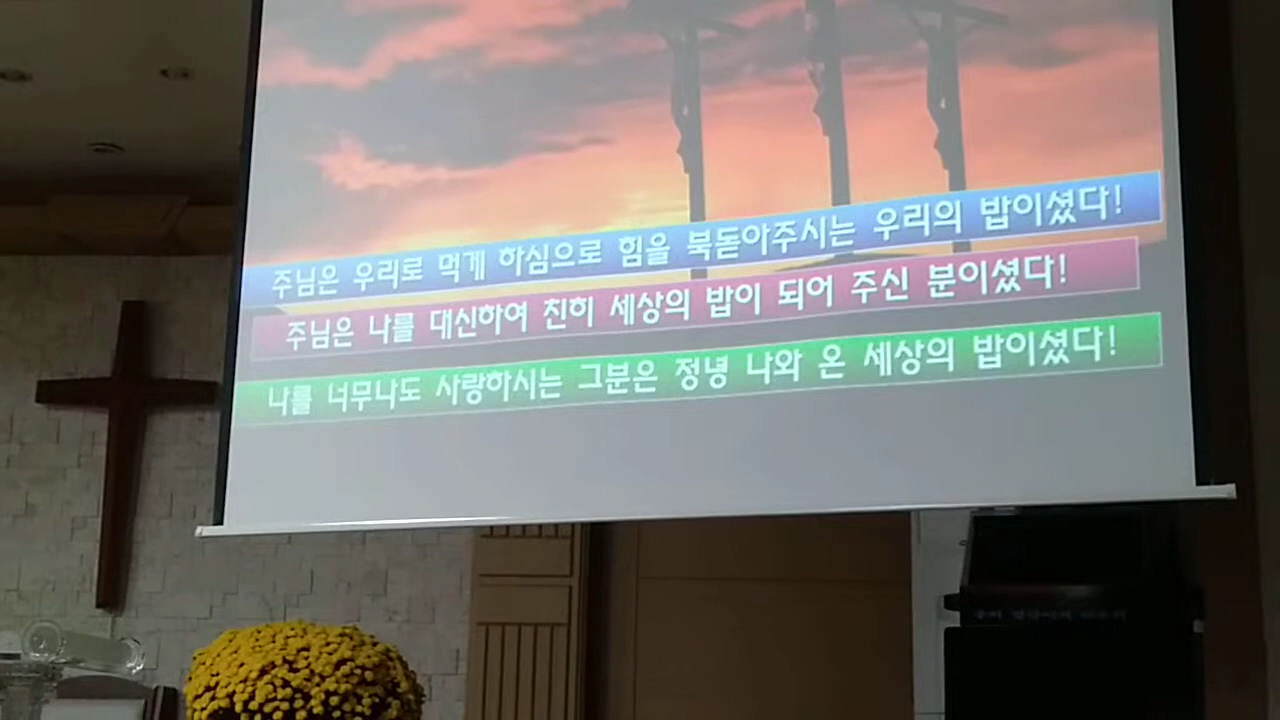 주님은 우리로 먹게 하심으로 힘을 북돋아주시는 우리의 밥이셨다!
주님은 나를 대신하여 친히 세상의 밥이 되어 주신 분이셨다!
나를 너무나도 사랑하시는 그분은 정녕 나와 온 세상의 밥이셨다!